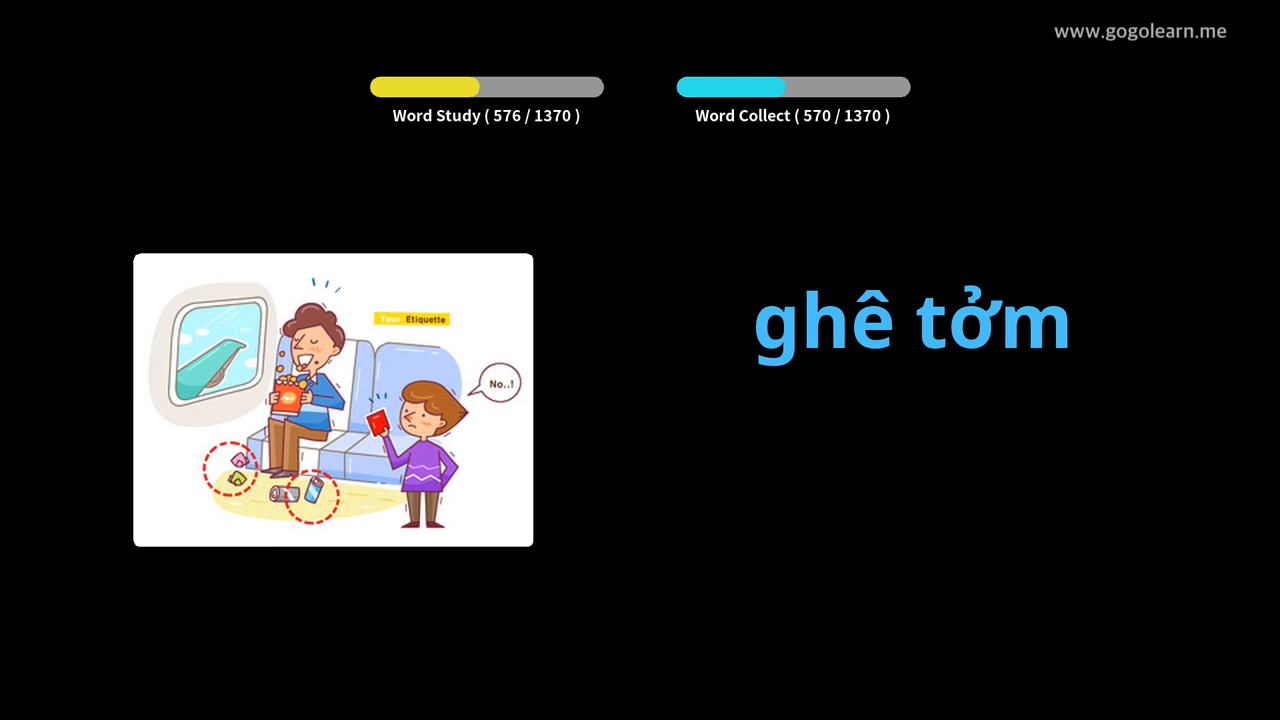 www.gogolearn.me
Word Study ( 576 / 1370 )
Word Collect ( 570 / 1370 )
Your Etiquette
No..!
ghê tởm